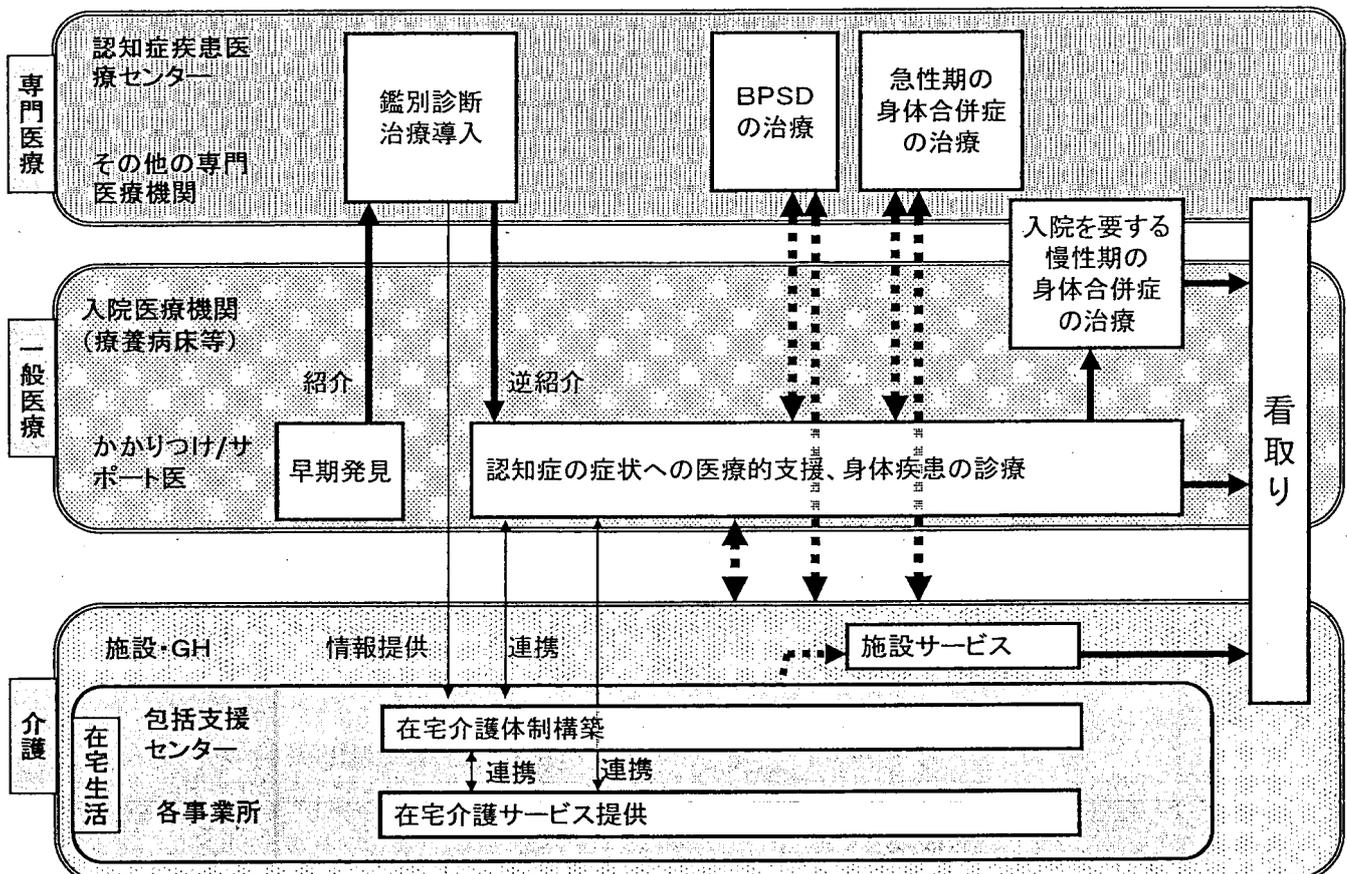 専門医療
認知症疾患医
療センター
その他の専門
医療機関
鑑別診断
治療導入
BPSD
の治療
急性期の
身体合併症
の治療
一般医療
入院医療機関
(療養病床等)
かかりつけ/サ
ポート医
紹介
逆紹介
早期発見
認知症の症状への医療的支援、身体疾患の診療
入院を要する
慢性期の
身体合併症
の治療
看取り
介護
施設・GH
情報提供
連携
施設サービス
在宅生活
包括支援
センター
在宅介護体制構築
連携
連携
各事業所
在宅介護サービス提供